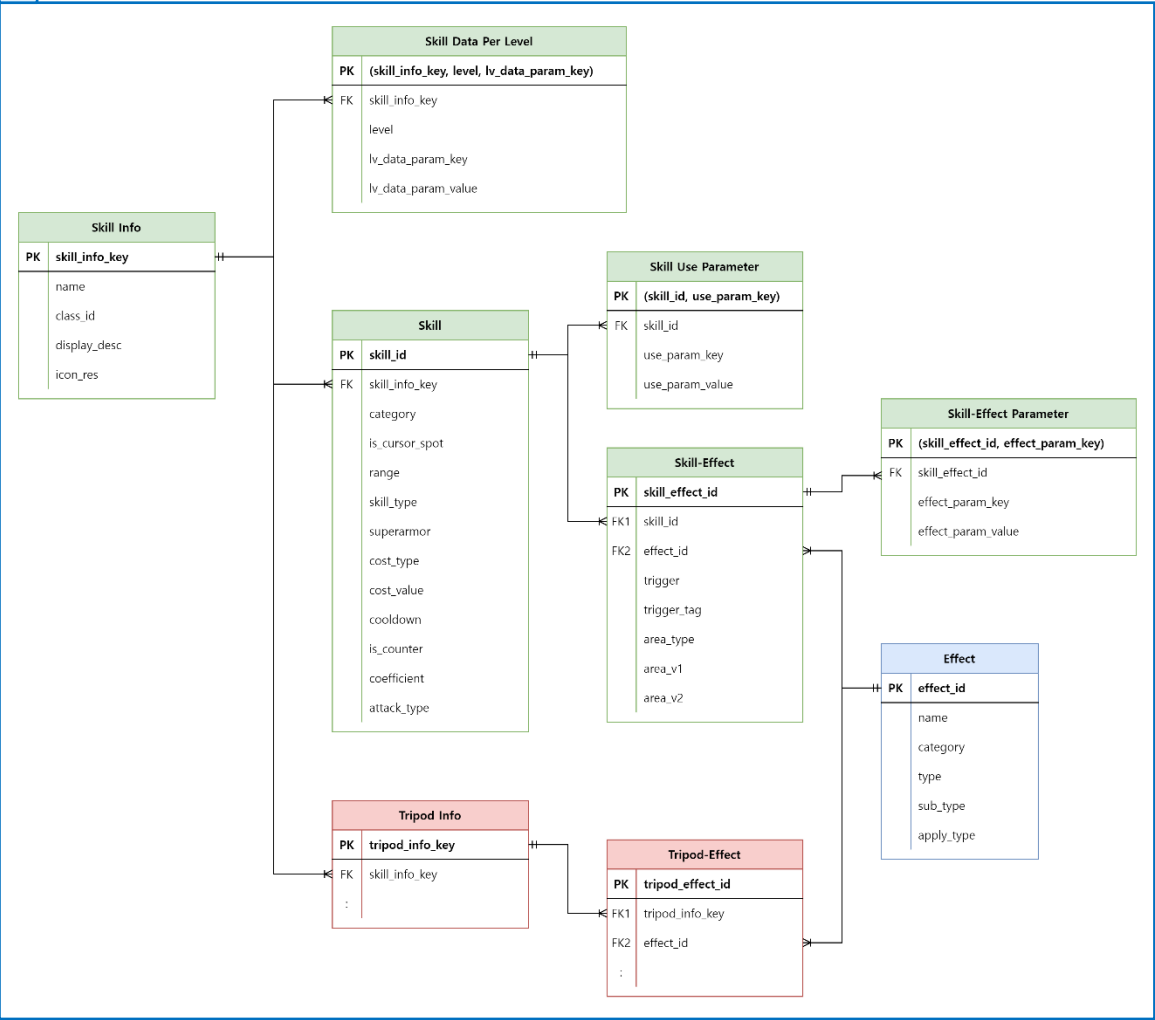 Skill Data Per Level
PK (skill_info_key, level, lv_data_param_key)
FK skill_info_key
level
lv_data_param_key
lv_data_param_value
Skill Info
PK skill_info_key
name
class_id
display_desc
icon_res
Skill
PK skill_id
FK skill_info_key
category
is_cursor_spot
range
skill_type
superarmor
cost_type
cost_value
cooldown
is_counter
coefficient
attack_type
Skill Use Parameter
PK (skill_id, use_param_key)
FK skill_id
use_param_key
use_param_value
Skill-Effect
PK skill_effect_id
FK1 skill_id
FK2 effect_id
trigger
trigger_tag
area_type
area_v1
area_v2
Skill-Effect Parameter
PK (skill_effect_id, effect_param_key)
FK skill_effect_id
effect_param_key
effect_param_value
Effect
PK effect_id
name
category
type
sub_type
apply_type
Tripod Info
PK tripod_info_key
FK skill_info_key
:
Tripod-Effect
PK tripod_effect_id
FK1 tripod_info_key
FK2 effect_id
: